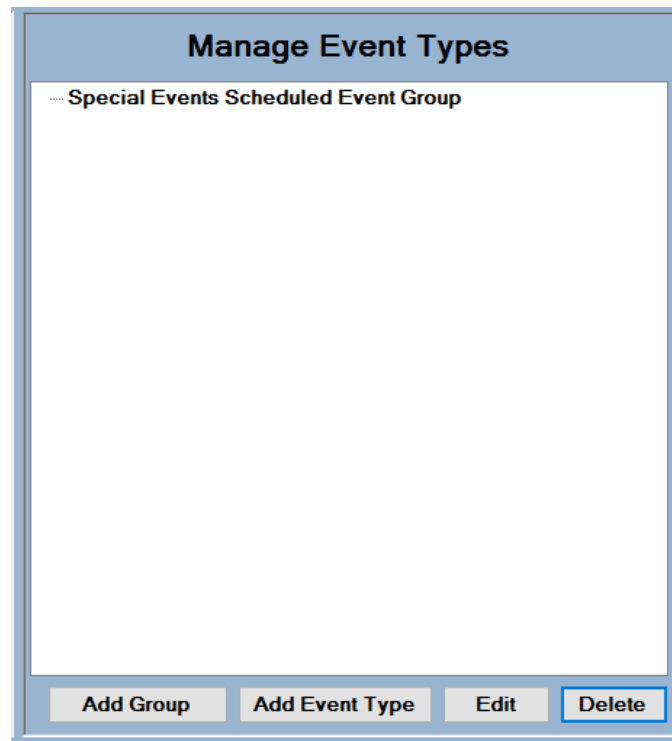 Manage Event Types
Special Events Scheduled Event Group
Add Group Add Event Type Edit Delete